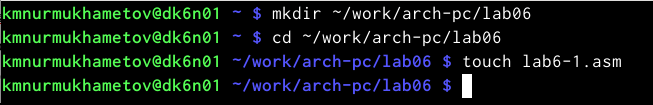 kmnurmukhametov@dk6n01 ~ $ mkdir ~/work/arch-pc/lab06
kmnurmukhametov@dk6n01 ~ $ cd ~/work/arch-pc/lab06
kmnurmukhametov@dk6n01 ~/work/arch-pc/lab06 $ touch lab6-1.asm
kmnurmukhametov@dk6n01 ~/work/arch-pc/lab06 $